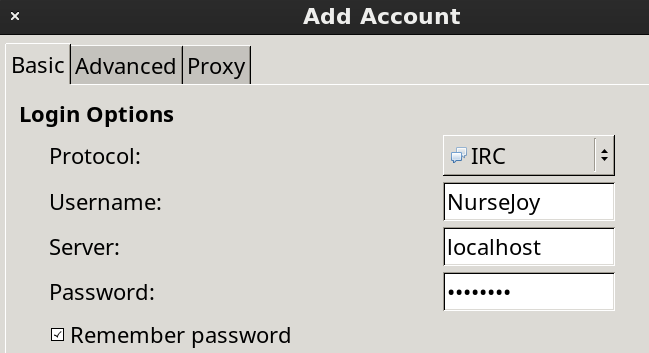 Add Account
Basic Advanced Proxy
Login Options
Protocol: IRC
Username: NurseJoy
Server: localhost
Password: ••••••••
Remember password